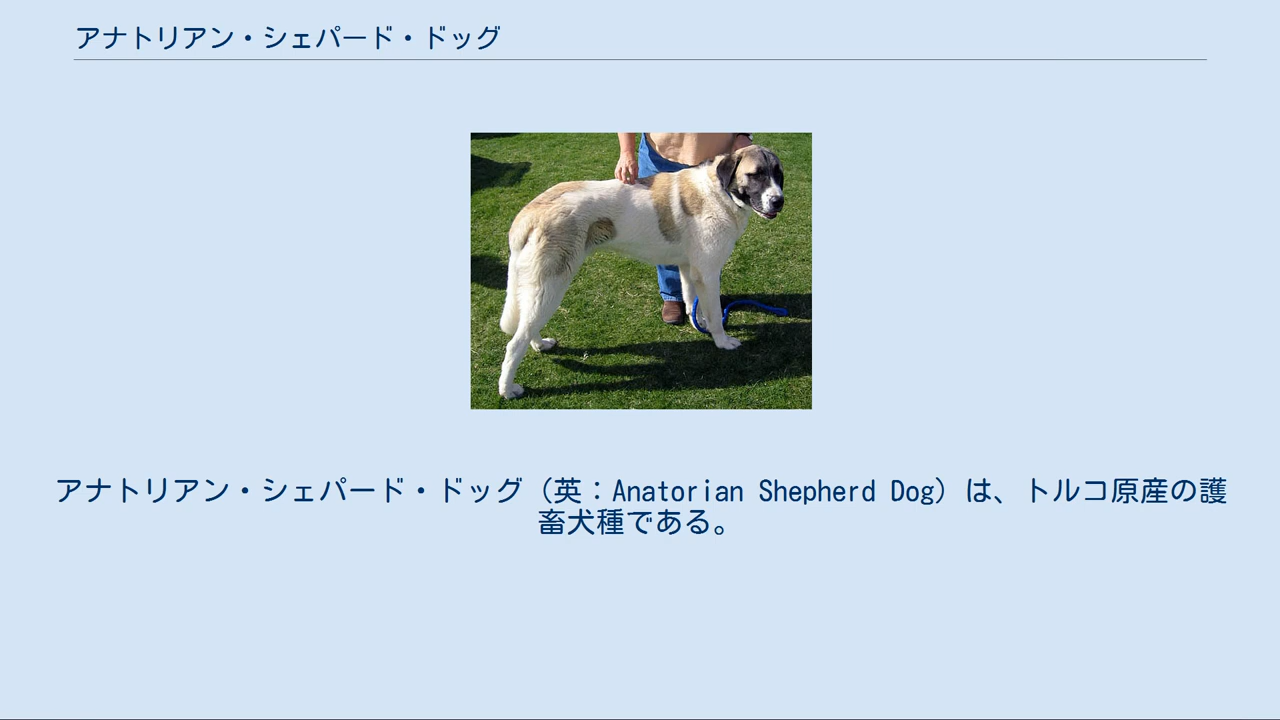 アナトリアン・シェパード・ドッグ
アナトリアン・シェパード・ドッグ（英：Anatorian Shepherd Dog）は、トルコ原産の護
畜犬種である。